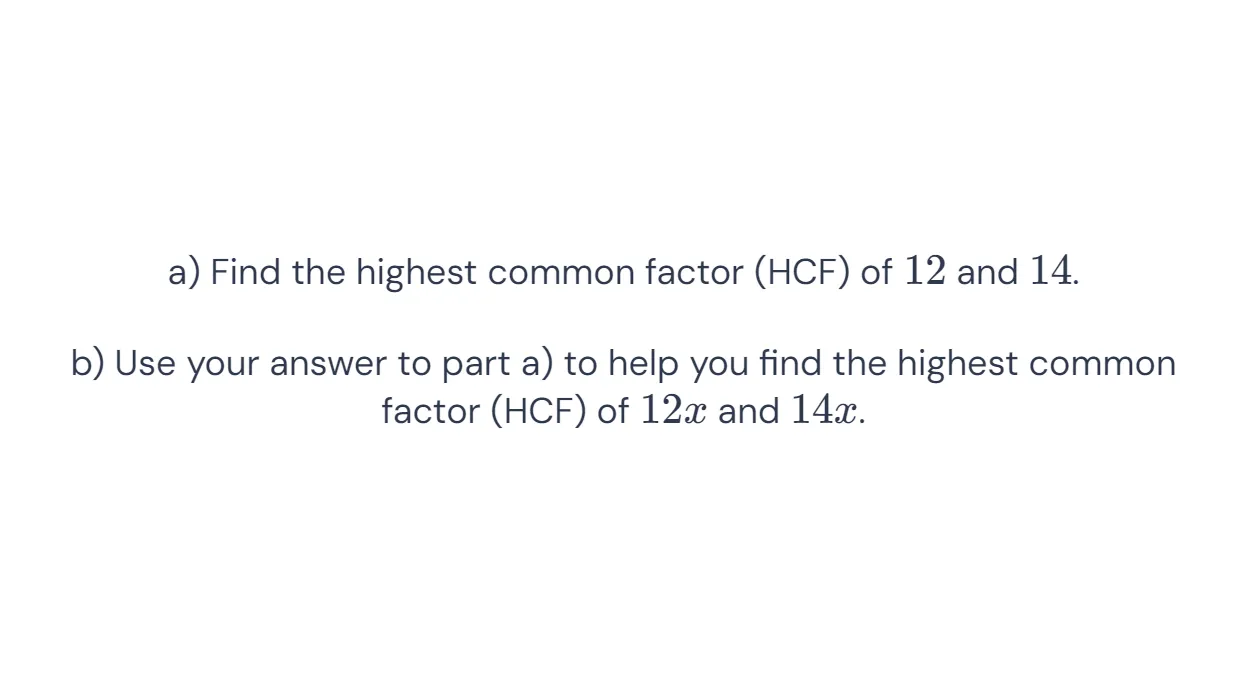 a) Find the highest common factor (HCF) of 12 and 14.
b) Use your answer to part a) to help you find the highest common
factor (HCF) of 12x and 14x.